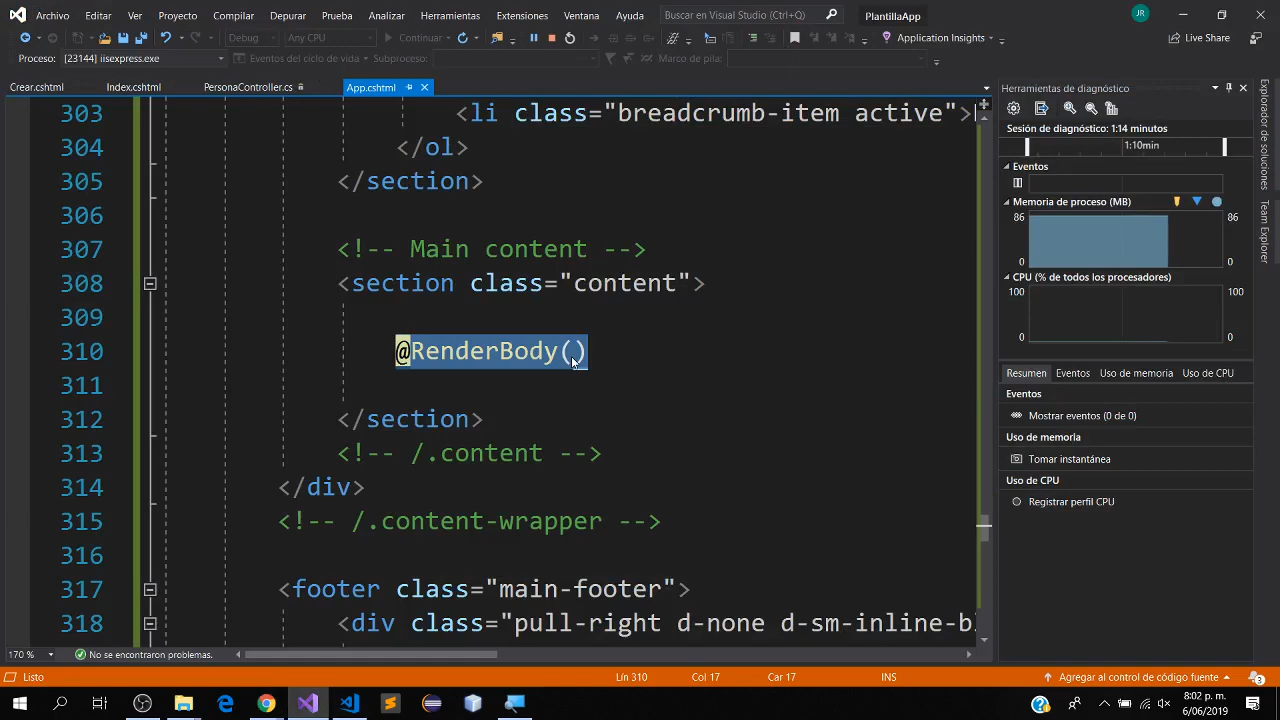 Archivo Editar Ver Proyecto Compilar Depurar Prueba Analizar Herramientas Extensiones Ventana Ayuda Buscar en Visual Studio (Ctrl+Q) PlantillaApp JR
Debug Any CPU Continuar Application Insights Live Share
Proceso: [23144] iisexpress.exe Eventos del ciclo de vida Subproceso: Marco de pila:
Crear.cshtml Index.cshtml PersonaController.cs App.cshtml
303 <li class="breadcrumb-item active">
304 </ol>
305 </section>
306
307 <!-- Main content -->
308 <section class="content">
309
310 @RenderBody()
311
312 </section>
313 <!-- /.content -->
314 </div>
315 <!-- /.content-wrapper -->
316
317 <footer class="main-footer">
318 <div class="pull-right d-none d-sm-inline-bl
170 % No se encontraron problemas.
Herramientas de diagnóstico
Sesión de diagnóstico: 1:14 minutos
1:10min
Eventos
Memoria de proceso (MB)
86 86
0 0
CPU (% de todos los procesadores)
100 100
0 0
Resumen Eventos Uso de memoria Uso de CPU
Eventos
Mostrar eventos (0 de 0)
Uso de memoria
Tomar instantánea
Uso de CPU
Registrar perfil CPU
Explorador de soluciones
Team Explorer
Listo Lín 310 Col 17 Car 17 INS Agregar al control de código fuente 3
8:02 p. m.
6/06/2019